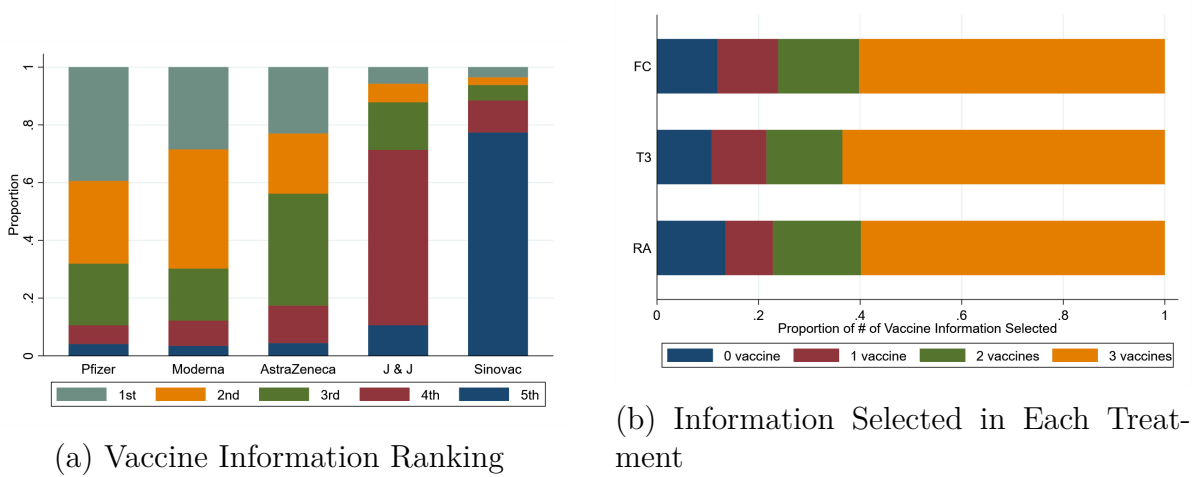 Proportion
1
.8
.6
.4
.2
0
Pfizer
Moderna
AstraZeneca
J & J
Sinovac
1st
2nd
3rd
4th
5th
(a) Vaccine Information Ranking
FC
T3
RA
0
.2
.4
.6
.8
1
Proportion of # of Vaccine Information Selected
0 vaccine
1 vaccine
2 vaccines
3 vaccines
(b) Information Selected in Each Treat-
ment